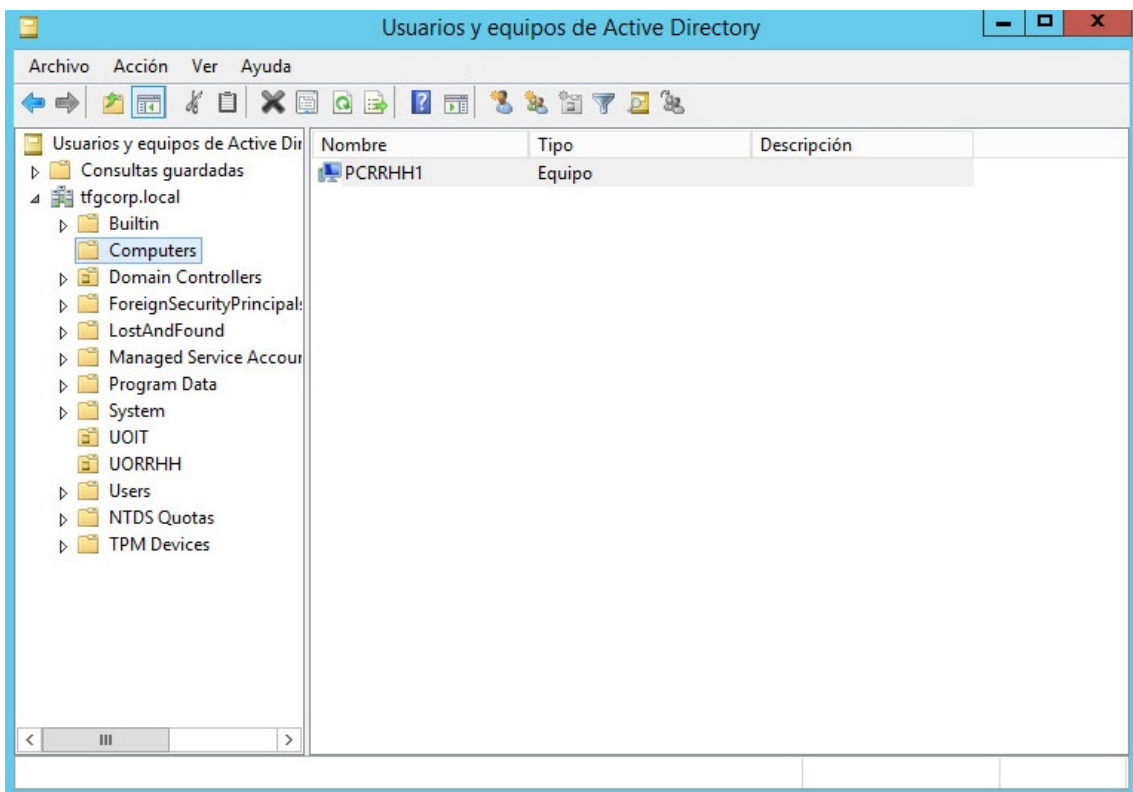 Usuarios y equipos de Active Directory
Archivo Acción Ver Ayuda
Usuarios y equipos de Active Dir
Nombre Tipo Descripción
Consultas guardadas
PCRRHH1 Equipo
tfgcorp.local
Builtin
Computers
Domain Controllers
ForeignSecurityPrincipals
LostAndFound
Managed Service Accour
Program Data
System
UOIT
UORRHH
Users
NTDS Quotas
TPM Devices